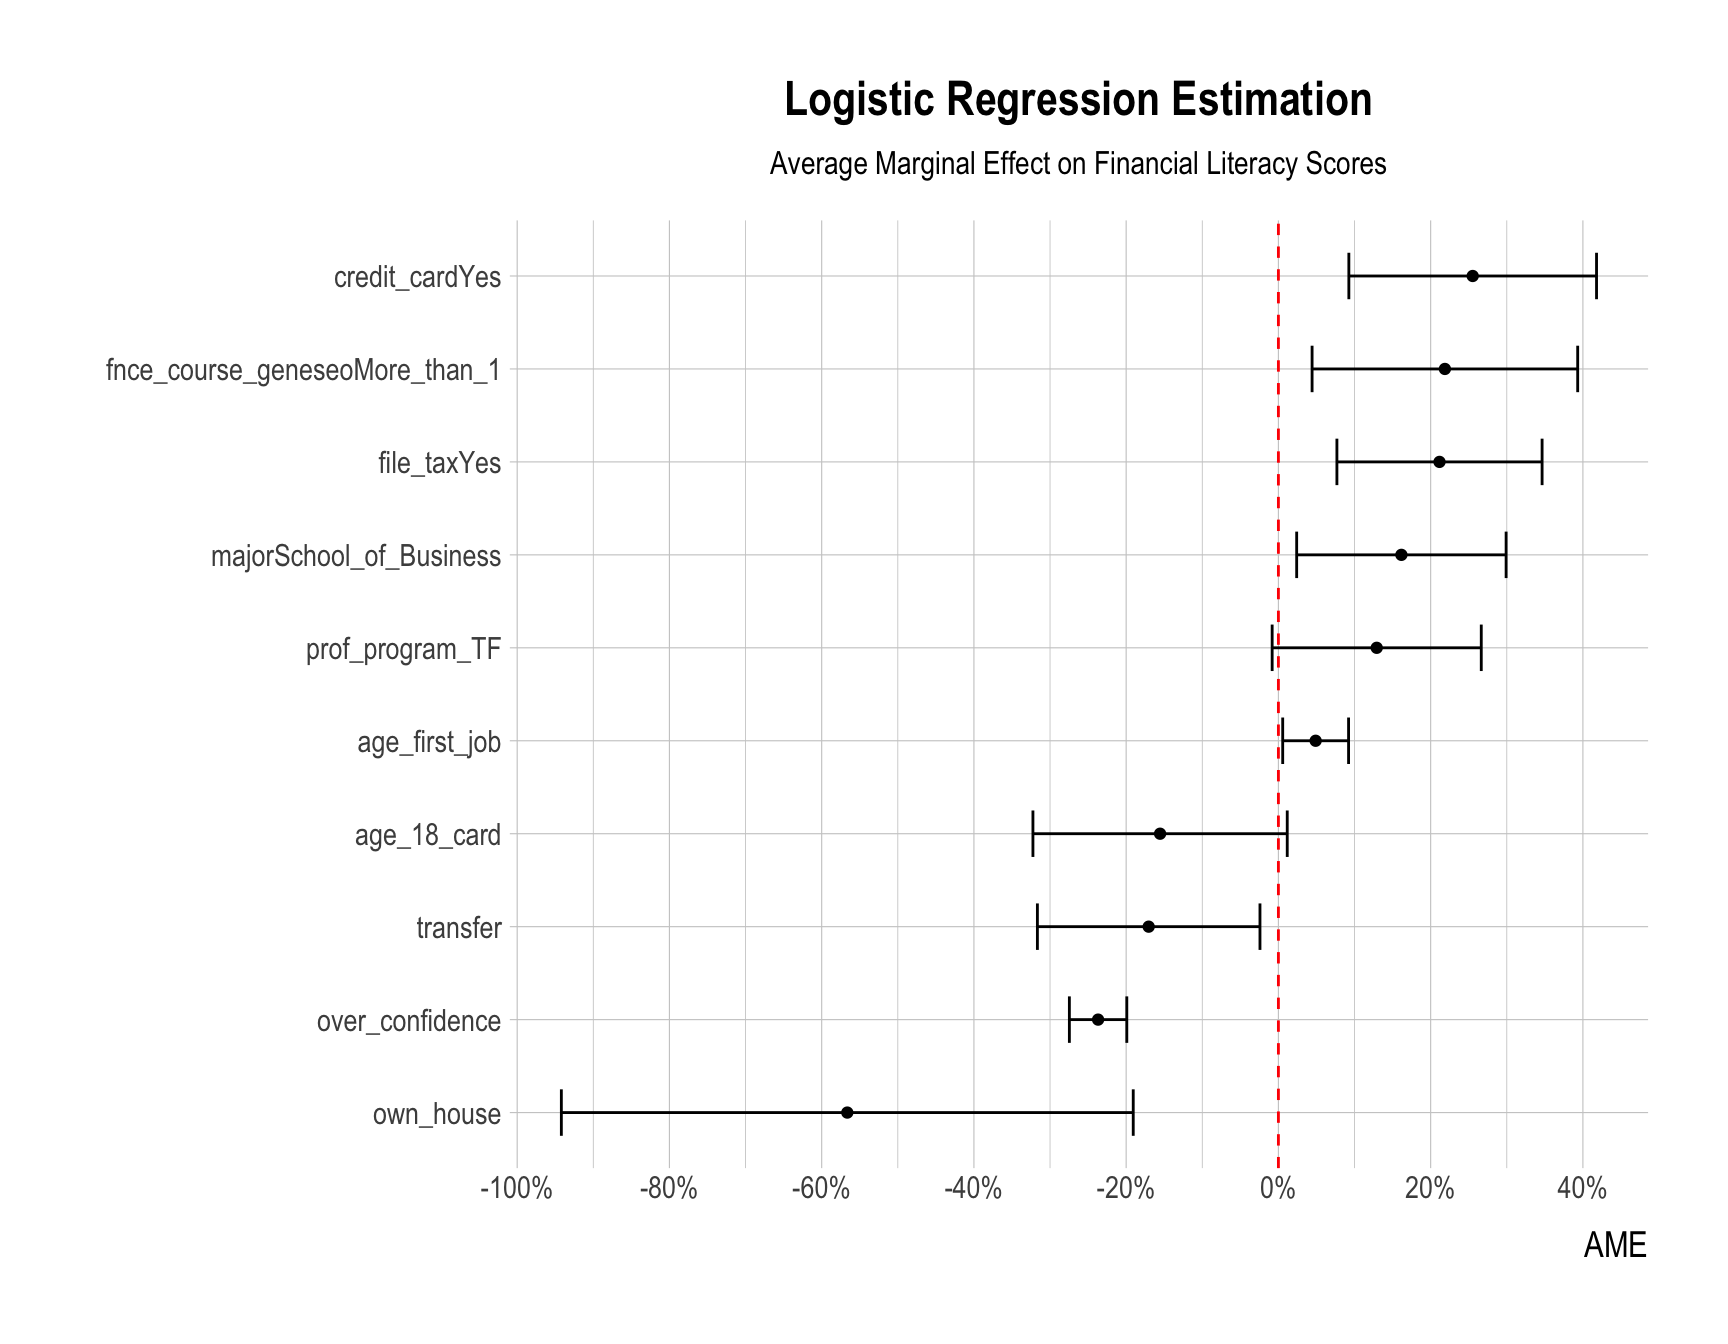 Logistic Regression Estimation
Average Marginal Effect on Financial Literacy Scores
credit_cardYes
fnce_course_geneseoMore_than_1
file_taxYes
majorSchool_of_Business
prof_program_TF
age_first_job
age_18_card
transfer
over_confidence
own_house
-100% -80% -60% -40% -20% 0% 20% 40%
AME